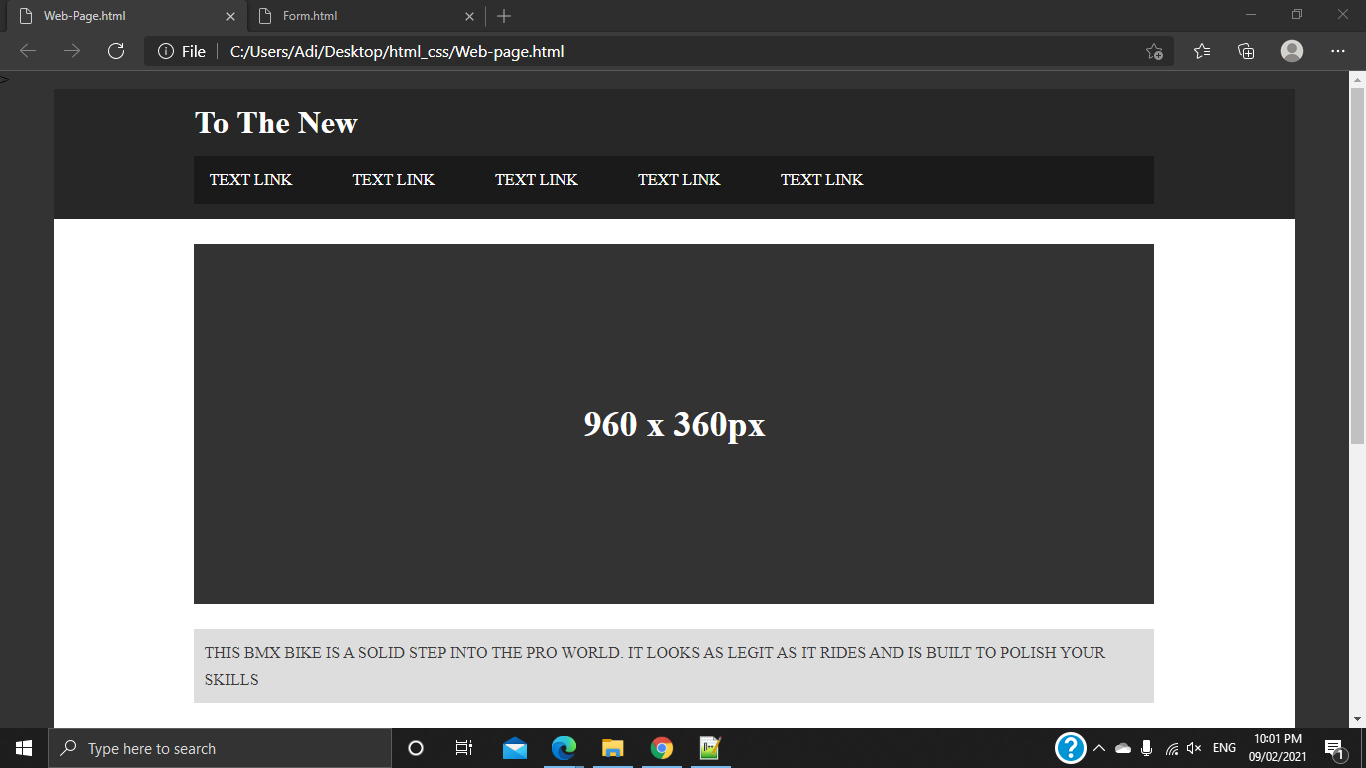 Web-Page.html
Form.html
File
C:/Users/Adi/Desktop/html_css/Web-page.html
>
To The New
TEXT LINK TEXT LINK TEXT LINK TEXT LINK TEXT LINK
960 x 360px
THIS BMX BIKE IS A SOLID STEP INTO THE PRO WORLD. IT LOOKS AS LEGIT AS IT RIDES AND IS BUILT TO POLISH YOUR
SKILLS
Type here to search
ENG
10:01 PM
09/02/2021
1